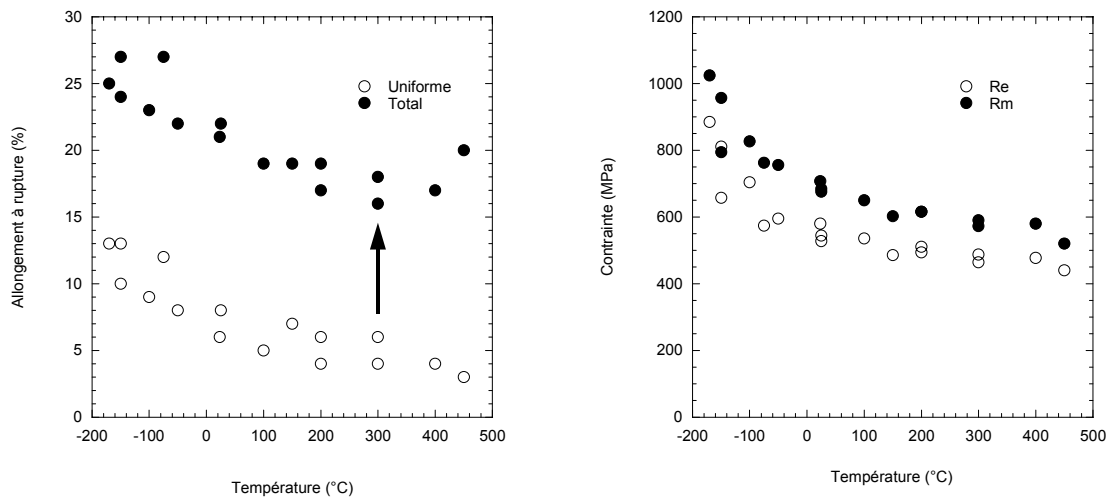 30
25
20
15
10
5
0
Allongement à rupture (%)
Uniforme
Total
-200 -100 0 100 200 300 400 500
Température (°C)
1200
1000
800
600
400
200
0
Contrainte (MPa)
Re
Rm
-200 -100 0 100 200 300 400 500
Température (°C)